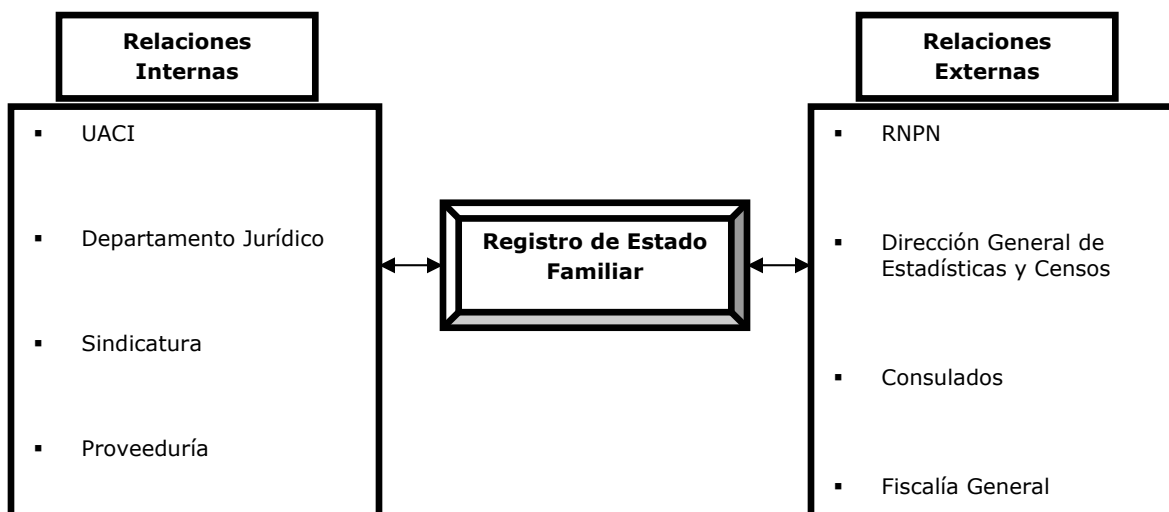 Relaciones
Internas
▪ UACI
▪ Departamento Jurídico
▪ Sindicatura
▪ Proveeduría
Registro de Estado
Familiar
Relaciones
Externas
▪ RNPN
▪ Dirección General de
Estadísticas y Censos
▪ Consulados
▪ Fiscalía General